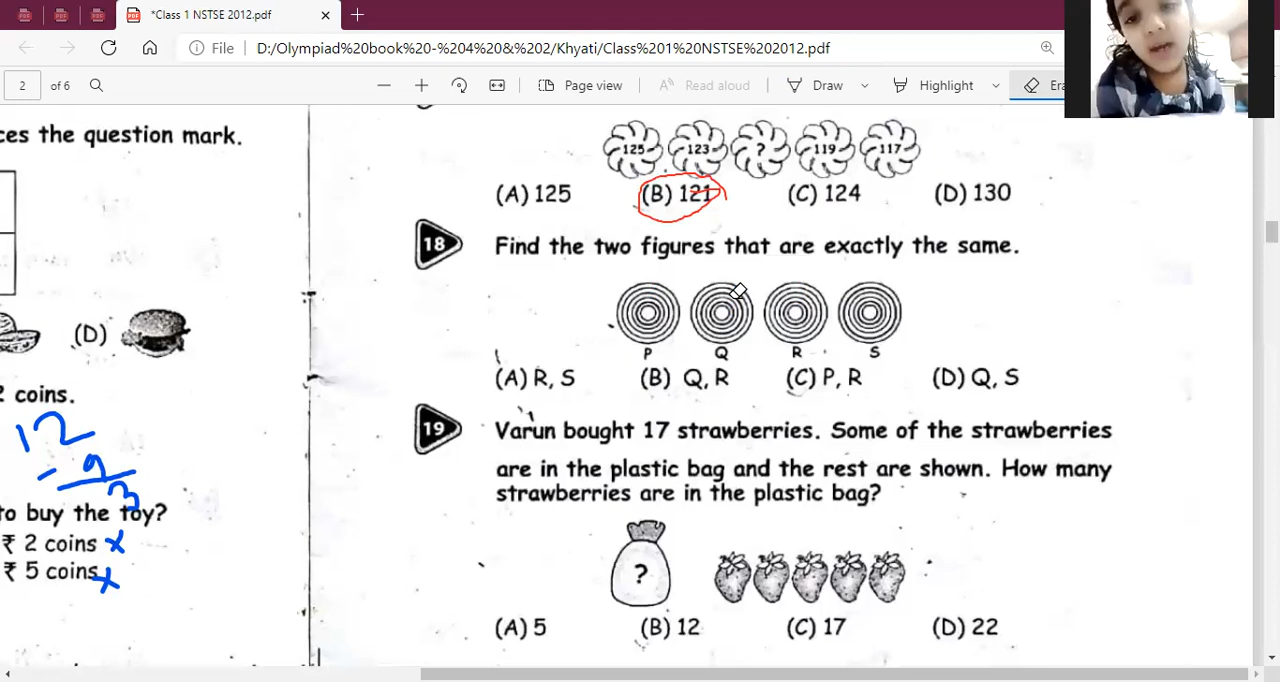 *Class 1 NSTSE 2012.pdf
File D:/Olympiad%20book%20-%204%20&%202/Khyati/Class%201%20NSTSE%202012.pdf
2 of 6 Page view Read aloud Draw Highlight
ces the question mark.
(D)
2 coins.
12
- 9
3
to buy the toy?
₹ 2 coins x
₹ 5 coins x
125 123 ? 119 117
(A) 125 (B) 121 (C) 124 (D) 130
18 Find the two figures that are exactly the same.
P Q R S
(A) R, S (B) Q, R (C) P, R (D) Q, S
19 Varun bought 17 strawberries. Some of the strawberries
are in the plastic bag and the rest are shown. How many
strawberries are in the plastic bag?
?
(A) 5 (B) 12 (C) 17 (D) 22